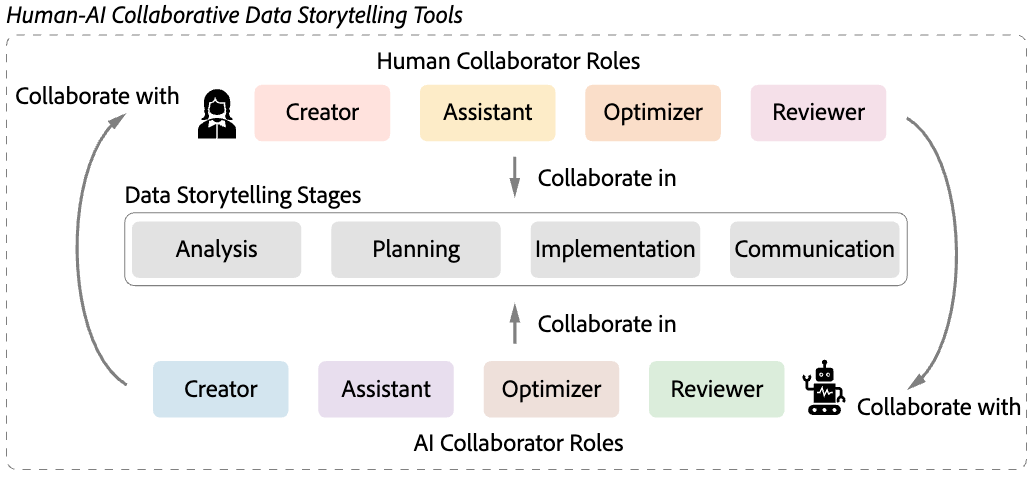 Human-AI Collaborative Data Storytelling Tools
Human Collaborator Roles
Collaborate with
Creator
Assistant
Optimizer
Reviewer
Collaborate in
Data Storytelling Stages
Analysis
Planning
Implementation
Communication
Collaborate in
Creator
Assistant
Optimizer
Reviewer
Collaborate with
AI Collaborator Roles